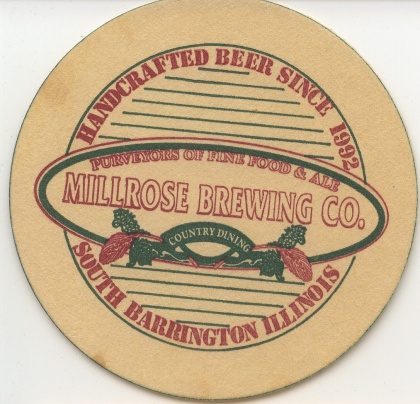 HANDCRAFTED BEER SINCE 1992
PURVEYORS OF FINE FOOD & ALE
MILLROSE BREWING CO.
COUNTRY DINING
SOUTH BARRINGTON ILLINOIS